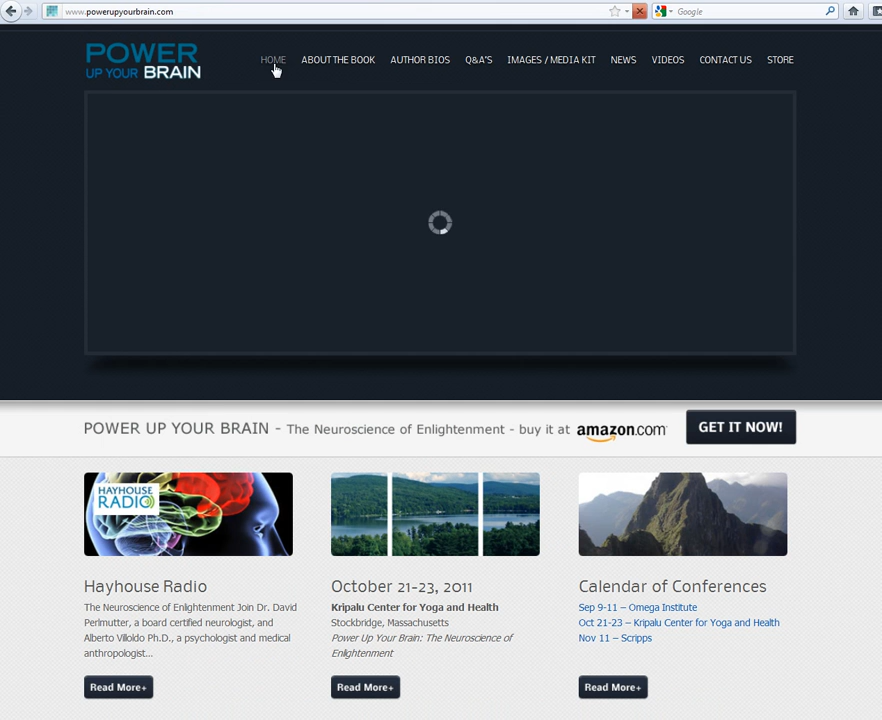 www.powerupyourbrain.com
Google
POWER
UP YOUR BRAIN
HOME ABOUT THE BOOK AUTHOR BIOS Q&A'S IMAGES / MEDIA KIT NEWS VIDEOS CONTACT US STORE
POWER UP YOUR BRAIN - The Neuroscience of Enlightenment - buy it at amazon.com GET IT NOW!
HAYHOUSE
RADIO
Hayhouse Radio
The Neuroscience of Enlightenment Join Dr. David
Perlmutter, a board certified neurologist, and
Alberto Villoldo Ph.D., a psychologist and medical
anthropologist...
Read More+
October 21-23, 2011
Kripalu Center for Yoga and Health
Stockbridge, Massachusetts
Power Up Your Brain: The Neuroscience of
Enlightenment
Read More+
Calendar of Conferences
Sep 9-11 – Omega Institute
Oct 21-23 – Kripalu Center for Yoga and Health
Nov 11 – Scripps
Read More+